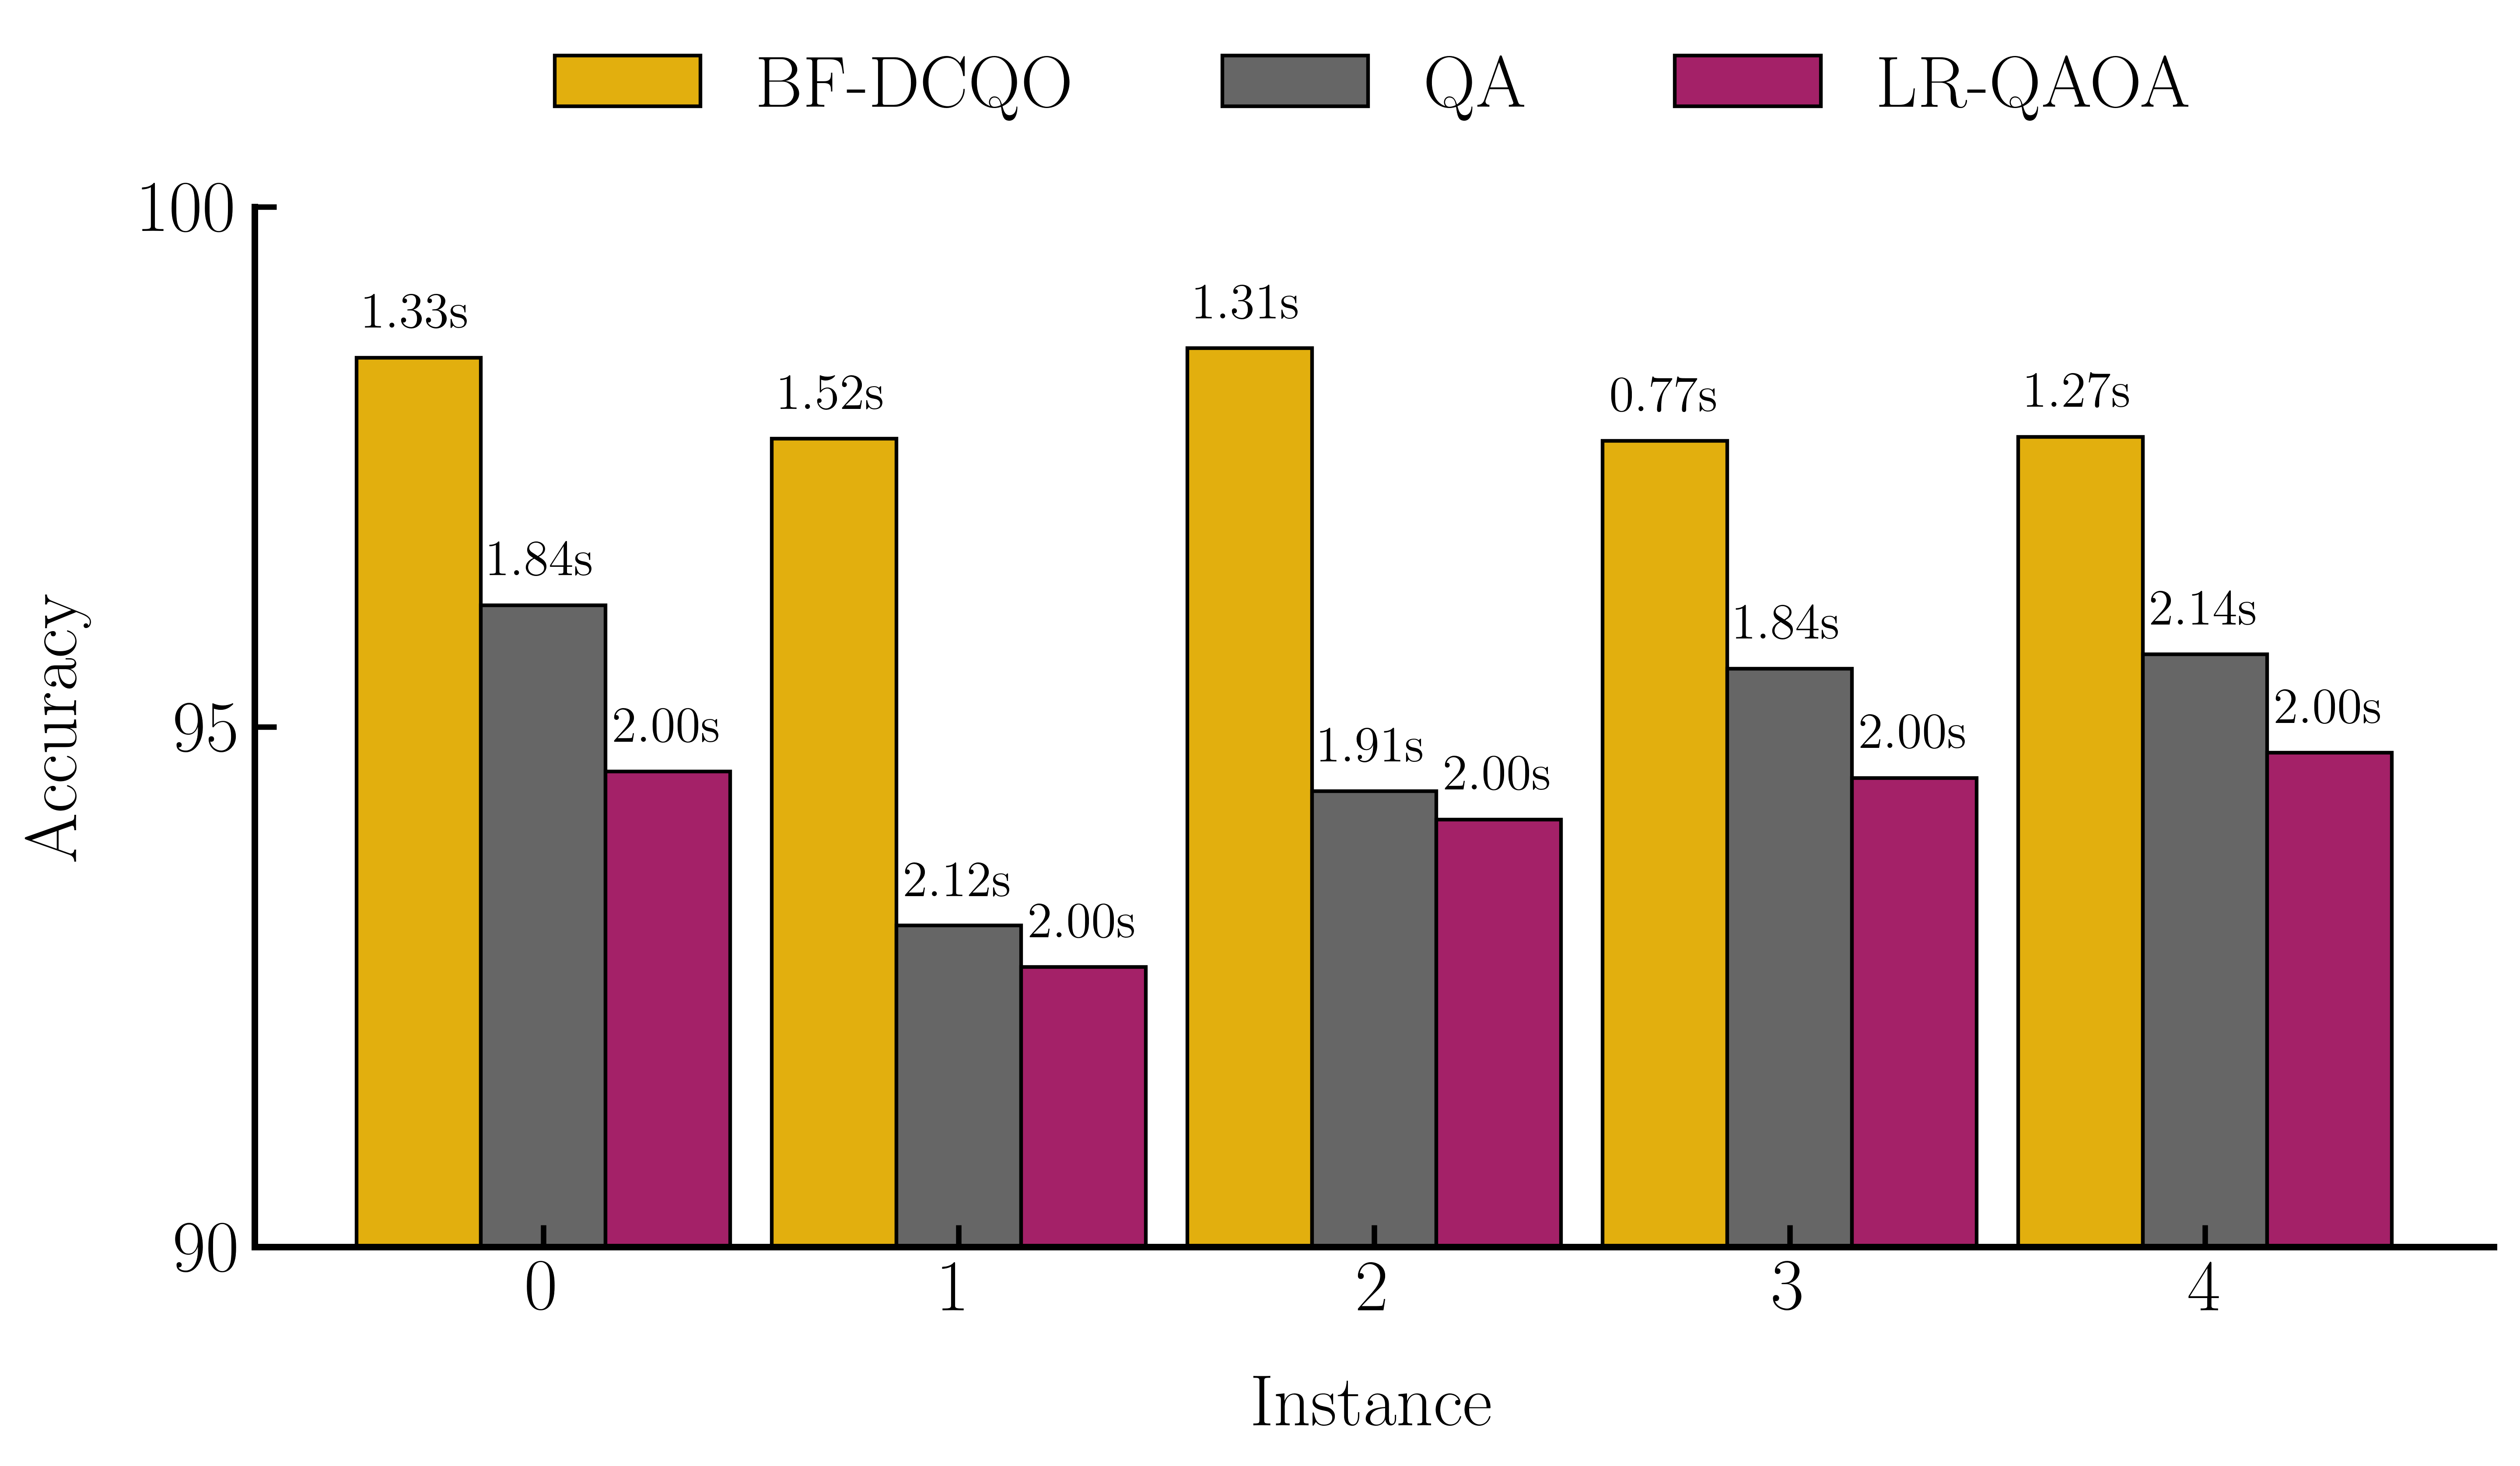 BF-DCQO QA LR-QAOA
100
1.33s 1.84s 2.00s
1.52s 2.12s 2.00s
1.31s 1.91s 2.00s
0.77s 1.84s 2.00s
1.27s 2.14s 2.00s
95
90
Accuracy
0 1 2 3 4
Instance